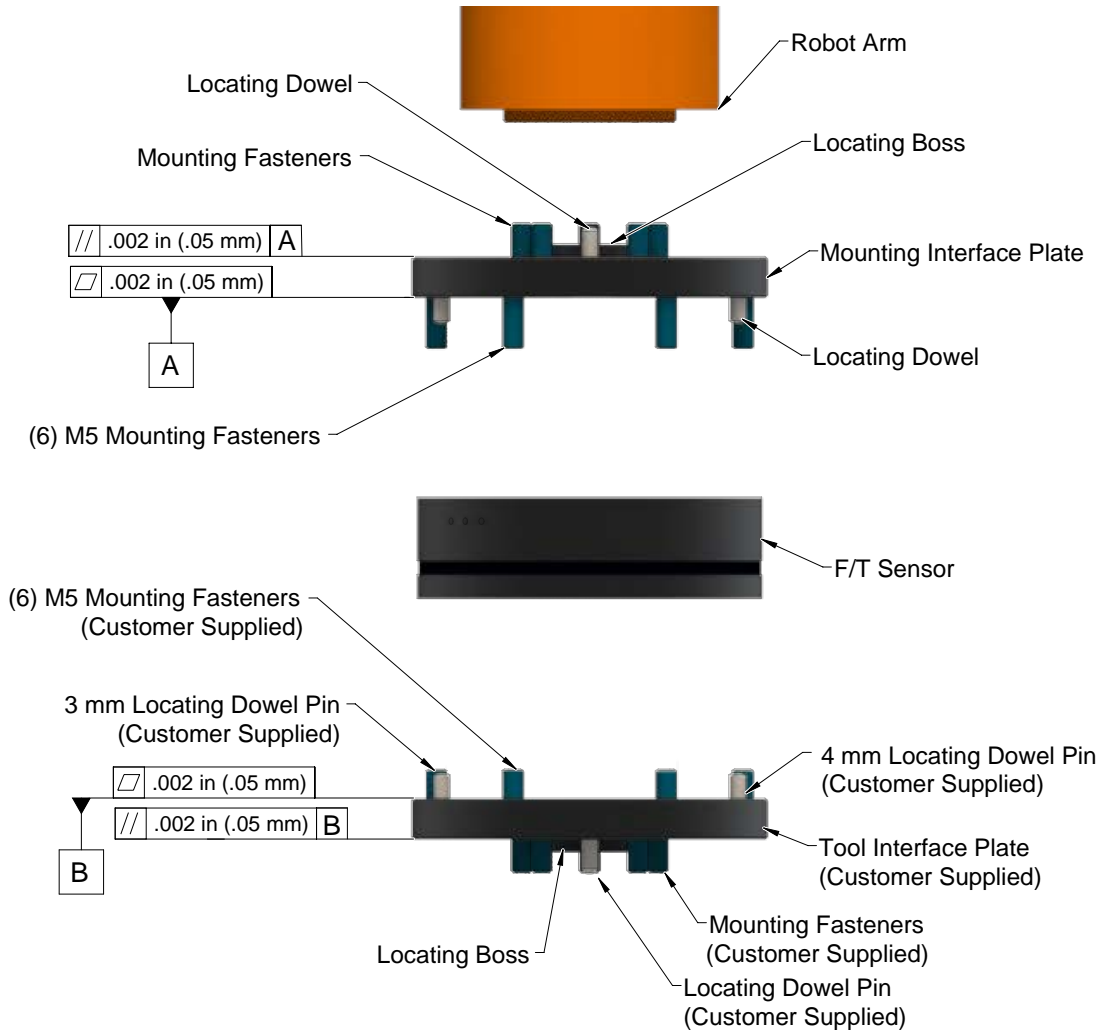 Robot Arm
Locating Dowel
Locating Boss
Mounting Fasteners
// .002 in (.05 mm) A
Mounting Interface Plate
⏥ .002 in (.05 mm)
A
Locating Dowel
(6) M5 Mounting Fasteners
F/T Sensor
(6) M5 Mounting Fasteners
(Customer Supplied)
3 mm Locating Dowel Pin
(Customer Supplied)
4 mm Locating Dowel Pin
(Customer Supplied)
⏥ .002 in (.05 mm)
// .002 in (.05 mm) B
B
Tool Interface Plate
(Customer Supplied)
Mounting Fasteners
(Customer Supplied)
Locating Boss
Locating Dowel Pin
(Customer Supplied)